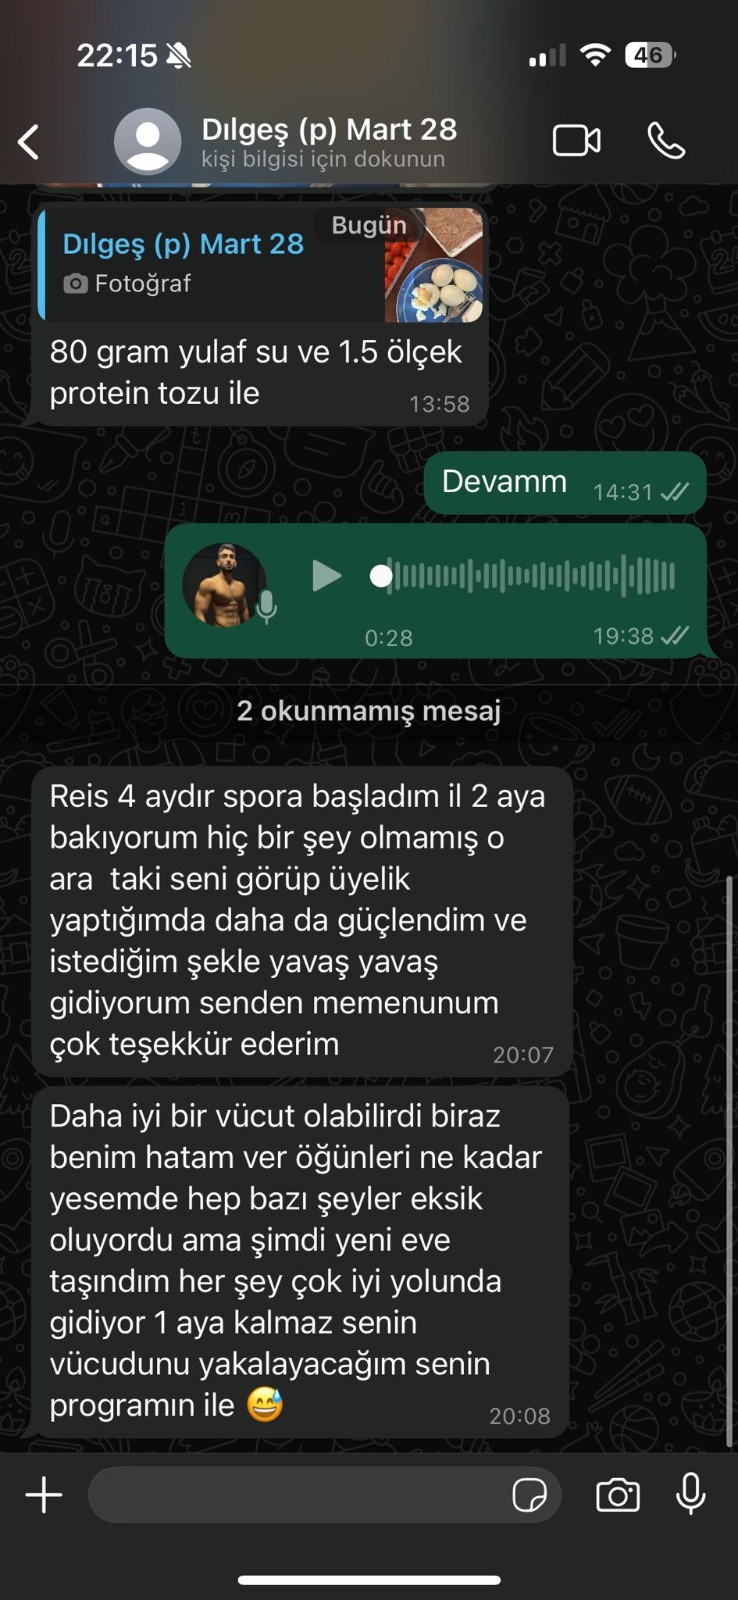 22:15
46
Dılgeş (p) Mart 28
kişi bilgisi için dokunun
Bugün
Dılgeş (p) Mart 28
Fotoğraf
80 gram yulaf su ve 1.5 ölçek
protein tozu ile
13:58
Devamm
14:31
0:28
19:38
2 okunmamış mesaj
Reis 4 aydır spora başladım il 2 aya
bakıyorum hiç bir şey olmamış o
ara taki seni görüp üyelik
yaptığımda daha da güçlendim ve
istediğim şekle yavaş yavaş
gidiyorum senden memenunum
çok teşekkür ederim
20:07
Daha iyi bir vücut olabilirdi biraz
benim hatam ver öğünleri ne kadar
yesemde hep bazı şeyler eksik
oluyordu ama şimdi yeni eve
taşındım her şey çok iyi yolunda
gidiyor 1 aya kalmaz senin
vücudunu yakalayacağım senin
programın ile 😅
20:08